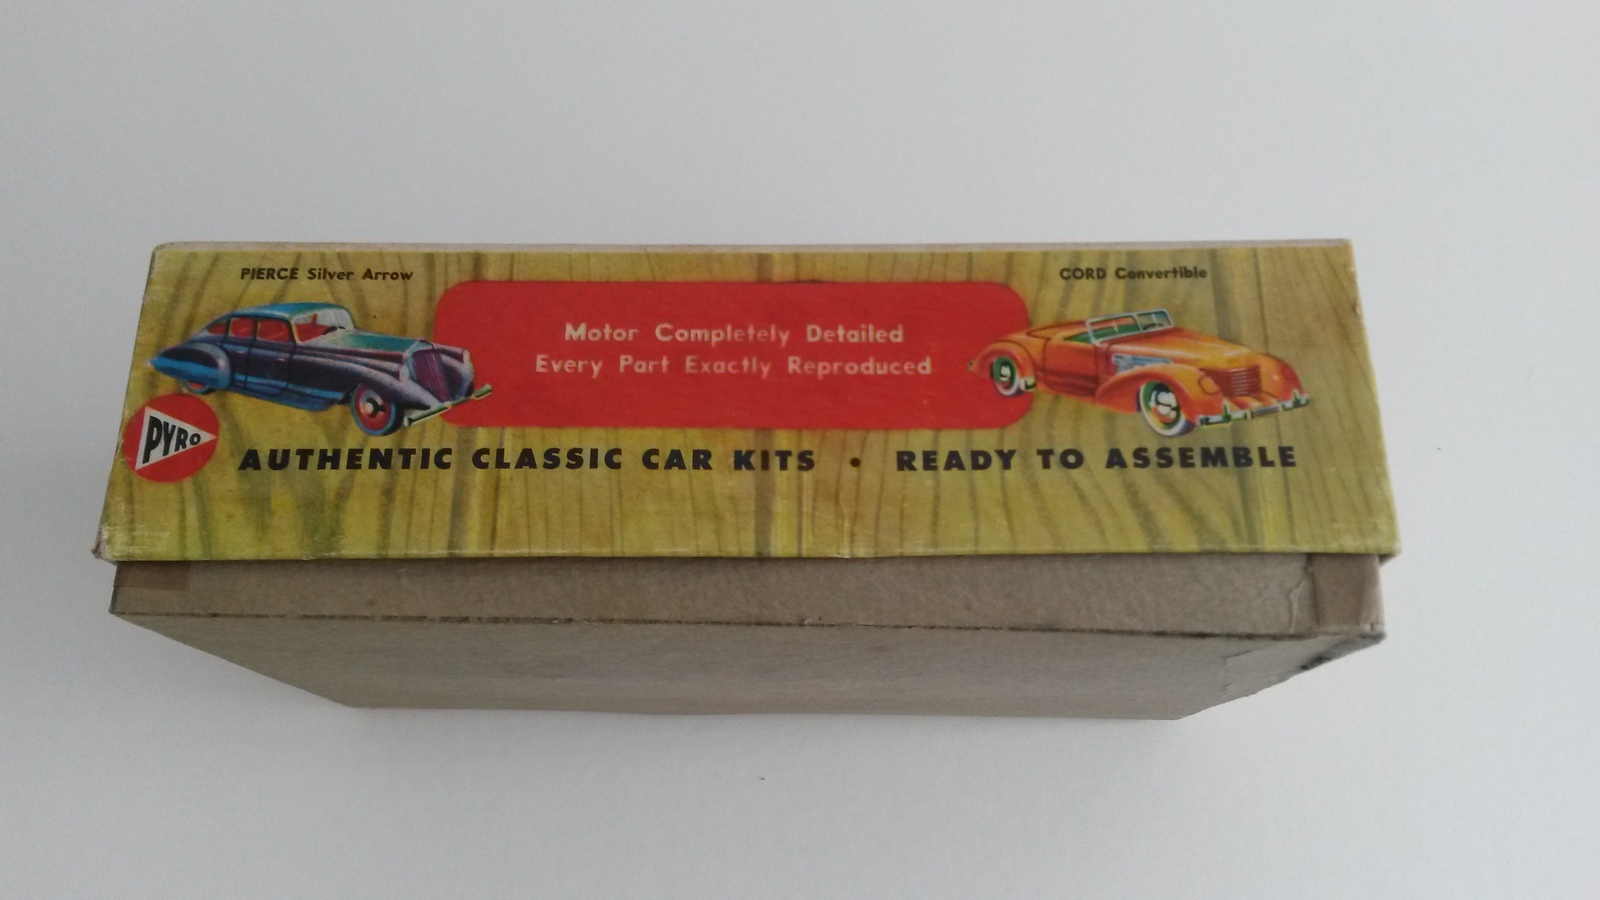 PIERCE Silver Arrow
CORD Convertible
Motor Completely Detailed
Every Part Exactly Reproduced
PYRO
AUTHENTIC CLASSIC CAR KITS • READY TO ASSEMBLE